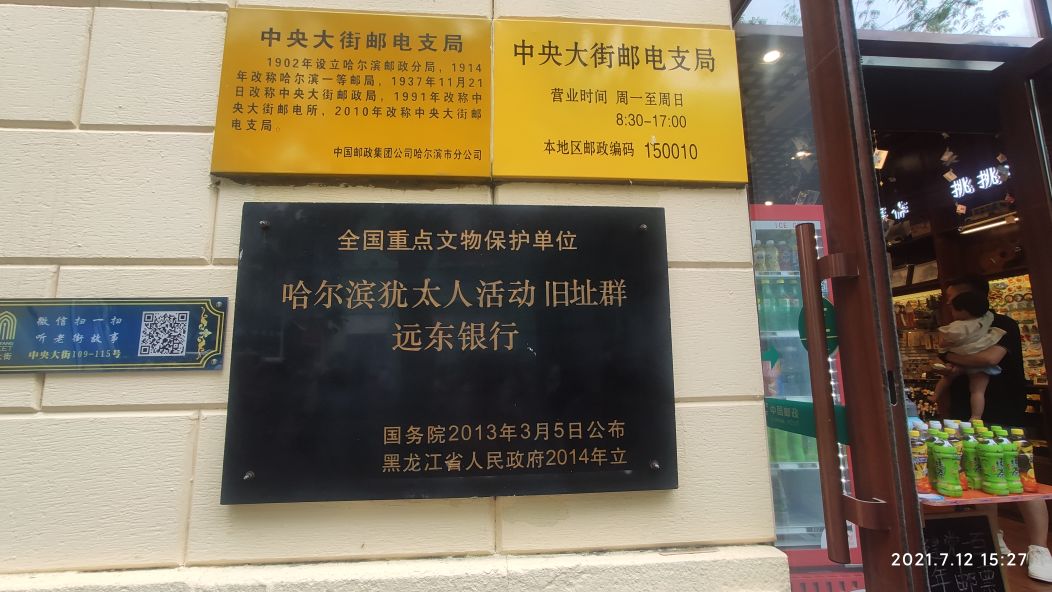 中央大街邮电支局
1902年设立哈尔滨邮政分局，1914
年改称哈尔滨一等邮局，1937年11月21
日改称中央大街邮政局，1991年改称中
央大街邮电所，2010年改称中央大街邮
电支局。
中国邮政集团公司哈尔滨市分公司
中央大街邮电支局
营业时间 周一至周日
8:30-17:00
本地区邮政编码 150010
全国重点文物保护单位
哈尔滨犹太人活动旧址群
远东银行
国务院2013年3月5日公布
黑龙江省人民政府2014年立
微信扫一扫
听老街故事
中央大街109-115号
挑挑
中国邮政
2021.7.12 15:27